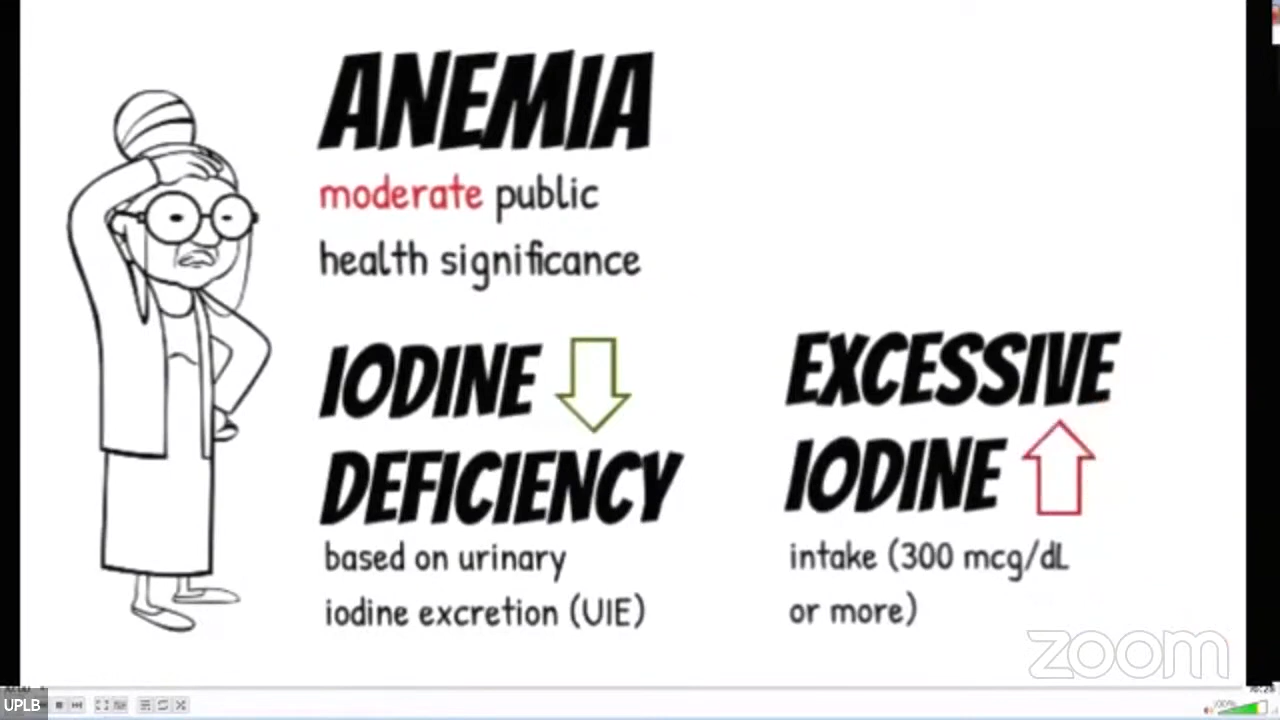 ANEMIA
moderate public
health significance
IODINE
DEFICIENCY
based on urinary
iodine excretion (UIE)
EXCESSIVE
IODINE
intake (300 mcg/dL
or more)
zoom
UPLB